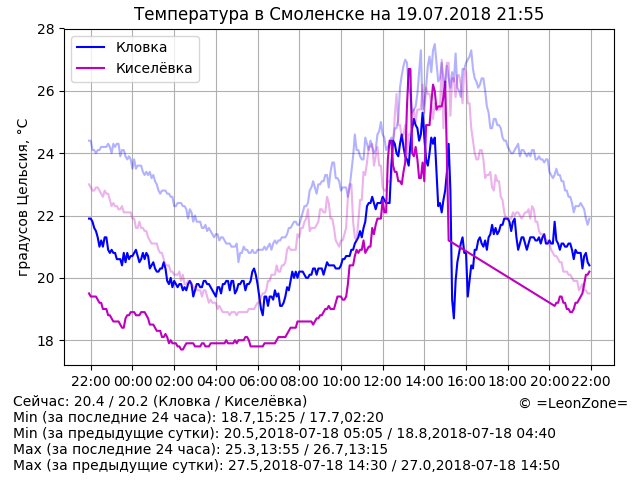 Температура в Смоленске на 19.07.2018 21:55
28
26
24
22
20
18
градусов Цельсия, °C
Кловка
Киселёвка
22:00 00:00 02:00 04:00 06:00 08:00 10:00 12:00 14:00 16:00 18:00 20:00 22:00
Сейчас: 20.4 / 20.2 (Кловка / Киселёвка)
© =LeonZone=
Min (за последние 24 часа): 18.7,15:25 / 17.7,02:20
Min (за предыдущие сутки): 20.5,2018-07-18 05:05 / 18.8,2018-07-18 04:40
Max (за последние 24 часа): 25.3,13:55 / 26.7,13:15
Max (за предыдущие сутки): 27.5,2018-07-18 14:30 / 27.0,2018-07-18 14:50